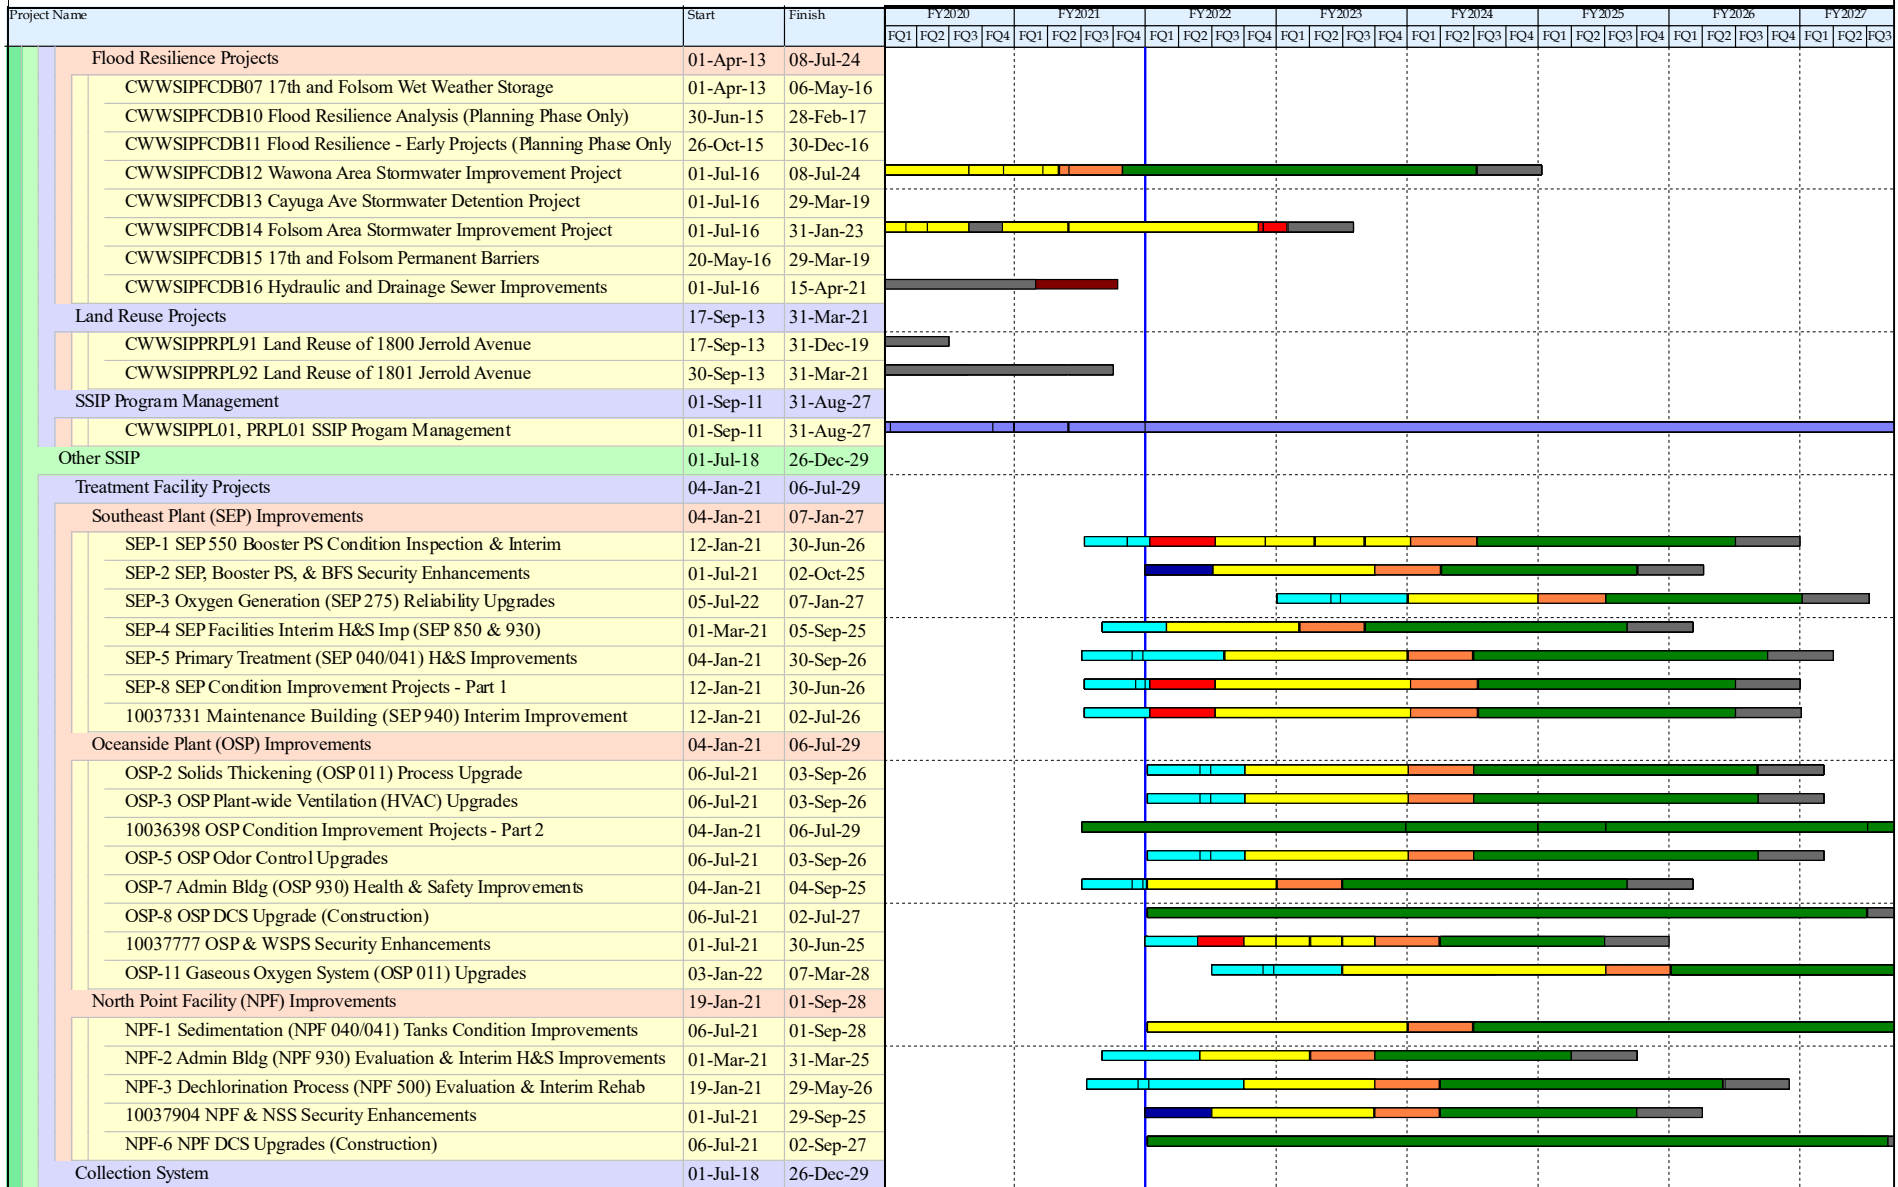 Project Name Start Finish FY2020 FY2021 FY2022 FY2023 FY2024 FY2025 FY2026 FY2027
FQ1 FQ2 FQ3 FQ4 FQ1 FQ2 FQ3 FQ4 FQ1 FQ2 FQ3 FQ4 FQ1 FQ2 FQ3 FQ4 FQ1 FQ2 FQ3 FQ4 FQ1 FQ2 FQ3 FQ4 FQ1 FQ2 FQ3 FQ4 FQ1 FQ2 FQ3
Flood Resilience Projects 01-Apr-13 08-Jul-24
CWWSIPFCDB07 17th and Folsom Wet Weather Storage 01-Apr-13 06-May-16
CWWSIPFCDB10 Flood Resilience Analysis (Planning Phase Only) 30-Jun-15 28-Feb-17
CWWSIPFCDB11 Flood Resilience - Early Projects (Planning Phase Only 26-Oct-15 30-Dec-16
CWWSIPFCDB12 Wawona Area Stormwater Improvement Project 01-Jul-16 08-Jul-24
CWWSIPFCDB13 Cayuga Ave Stormwater Detention Project 01-Jul-16 29-Mar-19
CWWSIPFCDB14 Folsom Area Stormwater Improvement Project 01-Jul-16 31-Jan-23
CWWSIPFCDB15 17th and Folsom Permanent Barriers 20-May-16 29-Mar-19
CWWSIPFCDB16 Hydraulic and Drainage Sewer Improvements 01-Jul-16 15-Apr-21
Land Reuse Projects 17-Sep-13 31-Mar-21
CWWSIPPRPL91 Land Reuse of 1800 Jerrold Avenue 17-Sep-13 31-Dec-19
CWWSIPPRPL92 Land Reuse of 1801 Jerrold Avenue 30-Sep-13 31-Mar-21
SSIP Program Management 01-Sep-11 31-Aug-27
CWWSIPPL01, PRPL01 SSIP Progam Management 01-Sep-11 31-Aug-27
Other SSIP 01-Jul-18 26-Dec-29
Treatment Facility Projects 04-Jan-21 06-Jul-29
Southeast Plant (SEP) Improvements 04-Jan-21 07-Jan-27
SEP-1 SEP 550 Booster PS Condition Inspection & Interim 12-Jan-21 30-Jun-26
SEP-2 SEP, Booster PS, & BFS Security Enhancements 01-Jul-21 02-Oct-25
SEP-3 Oxygen Generation (SEP 275) Reliability Upgrades 05-Jul-22 07-Jan-27
SEP-4 SEP Facilities Interim H&S Imp (SEP 850 & 930) 01-Mar-21 05-Sep-25
SEP-5 Primary Treatment (SEP 040/041) H&S Improvements 04-Jan-21 30-Sep-26
SEP-8 SEP Condition Improvement Projects - Part 1 12-Jan-21 30-Jun-26
10037331 Maintenance Building (SEP 940) Interim Improvement 12-Jan-21 02-Jul-26
Oceanside Plant (OSP) Improvements 04-Jan-21 06-Jul-29
OSP-2 Solids Thickening (OSP 011) Process Upgrade 06-Jul-21 03-Sep-26
OSP-3 OSP Plant-wide Ventilation (HVAC) Upgrades 06-Jul-21 03-Sep-26
10036398 OSP Condition Improvement Projects - Part 2 04-Jan-21 06-Jul-29
OSP-5 OSP Odor Control Upgrades 06-Jul-21 03-Sep-26
OSP-7 Admin Bldg (OSP 930) Health & Safety Improvements 04-Jan-21 04-Sep-25
OSP-8 OSP DCS Upgrade (Construction) 06-Jul-21 02-Jul-27
10037777 OSP & WSPS Security Enhancements 01-Jul-21 30-Jun-25
OSP-11 Gaseous Oxygen System (OSP 011) Upgrades 03-Jan-22 07-Mar-28
North Point Facility (NPF) Improvements 19-Jan-21 01-Sep-28
NPF-1 Sedimentation (NPF 040/041) Tanks Condition Improvements 06-Jul-21 01-Sep-28
NPF-2 Admin Bldg (NPF 930) Evaluation & Interim H&S Improvements 01-Mar-21 31-Mar-25
NPF-3 Dechlorination Process (NPF 500) Evaluation & Interim Rehab 19-Jan-21 29-May-26
10037904 NPF & NSS Security Enhancements 01-Jul-21 29-Sep-25
NPF-6 NPF DCS Upgrades (Construction) 06-Jul-21 02-Sep-27
Collection System 01-Jul-18 26-Dec-29